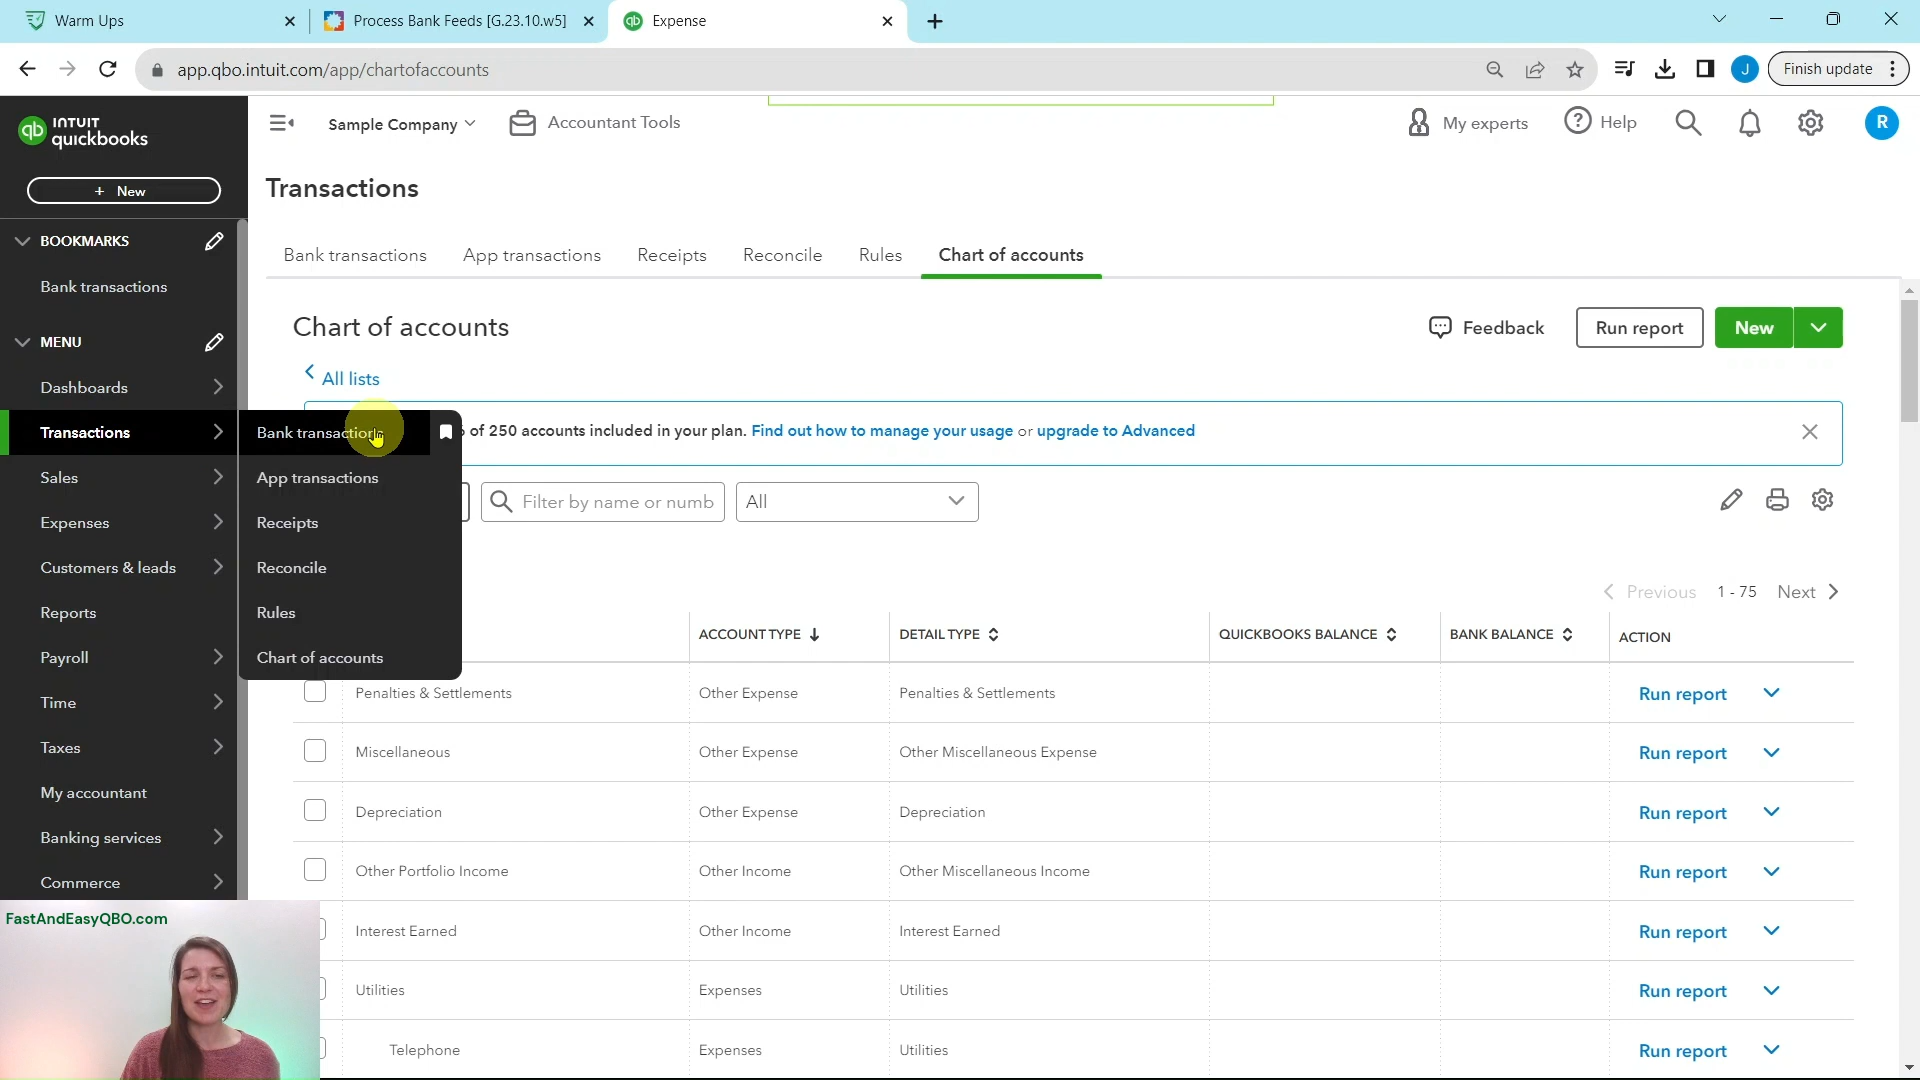 Warm Ups
Process Bank Feeds [G.23.10.w5]
Expense
app.qbo.intuit.com/app/chartofaccounts
J
Finish update
INTUIT
quickbooks
qb
Sample Company
Accountant Tools
My experts
Help
R
+ New
Transactions
BOOKMARKS
Bank transactions
MENU
Dashboards
Transactions
Sales
Expenses
Customers & leads
Reports
Payroll
Time
Taxes
My accountant
Banking services
Commerce
Bank transactions
App transactions
Receipts
Reconcile
Rules
Chart of accounts
Bank transactions
App transactions
Receipts
Reconcile
Rules
Chart of accounts
Chart of accounts
Feedback
Run report
New
All lists
of 250 accounts included in your plan. Find out how to manage your usage or upgrade to Advanced
Filter by name or numb
All
Previous 1 - 75 Next
ACCOUNT TYPE DETAIL TYPE QUICKBOOKS BALANCE BANK BALANCE ACTION
Penalties & Settlements Other Expense Penalties & Settlements Run report
Miscellaneous Other Expense Other Miscellaneous Expense Run report
Depreciation Other Expense Depreciation Run report
Other Portfolio Income Other Income Other Miscellaneous Income Run report
Interest Earned Other Income Interest Earned Run report
Utilities Expenses Utilities Run report
Telephone Expenses Utilities Run report
FastAndEasyQBO.com